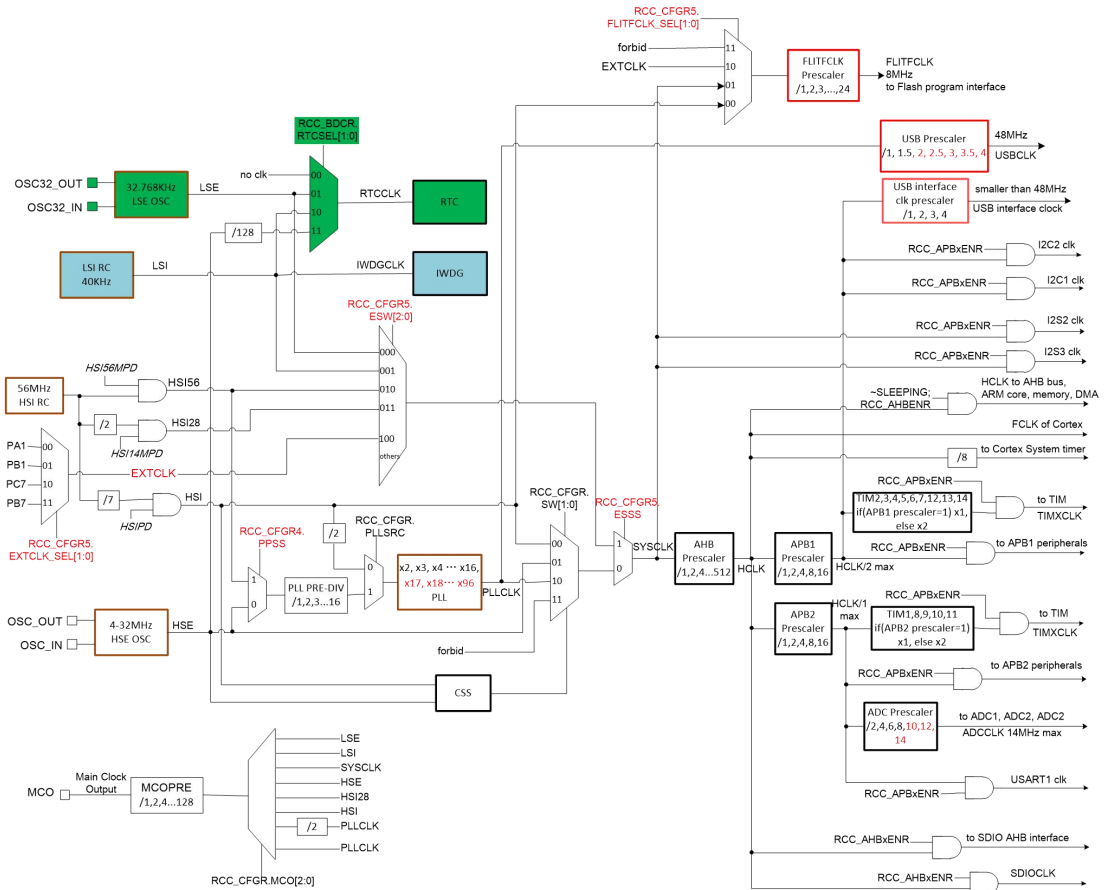 RCC_CFGR5.
FLITFCLK_SEL[1:0]
forbid
11
EXTCLK
10
01
00
FLITFCLK
Prescaler
/1,2,3,...,24
FLITFCLK
8MHz
to Flash program interface
RCC_BDCR.
RTCSEL[1:0]
USB Prescaler
/1, 1.5, 2, 2.5, 3, 3.5, 4
48MHz
USBCLK
OSC32_OUT
OSC32_IN
32.768KHz
LSE OSC
LSE
no clk
00
01
10
11
/128
RTCCLK
RTC
USB interface
clk prescaler
/1, 2, 3, 4
smaller than 48MHz
USB interface clock
LSI RC
40KHz
LSI
IWDGCLK
IWDG
RCC_APBxENR
I2C2 clk
RCC_APBxENR
I2C1 clk
RCC_APBxENR
I2S2 clk
RCC_APBxENR
I2S3 clk
RCC_CFGR5.
ESW[2:0]
000
001
010
011
100
others
HSI56MPD
HSI56
56MHz
HSI RC
/2
HSI28
HSI14MPD
PA1
PB1
PC7
PB7
00
01
10
11
EXTCLK
/7
HSI
HSIPD
RCC_CFGR5.
EXTCLK_SEL[1:0]
~SLEEPING;
RCC_AHBENR
HCLK to AHB bus,
ARM core, memory, DMA
FCLK of Cortex
/8
to Cortex System timer
RCC_CFGR4.
PPSS
1
0
PLL PRE-DIV
/1,2,3...16
/2
RCC_CFGR.
PLLSRC
0
1
x2, x3, x4 ··· x16,
x17, x18··· x96
PLL
PLLCLK
RCC_CFGR.
SW[1:0]
00
01
10
11
forbid
RCC_CFGR5.
ESSS
1
0
SYSCLK
AHB
Prescaler
/1,2,4...512
HCLK
APB1
Prescaler
/1,2,4,8,16
HCLK/2 max
RCC_APBxENR
TIM2,3,4,5,6,7,12,13,14
if(APB1 prescaler=1) x1,
else x2
to TIM
TIMXCLK
RCC_APBxENR
to APB1 peripherals
OSC_OUT
OSC_IN
4-32MHz
HSE OSC
HSE
CSS
APB2
Prescaler
/1,2,4,8,16
HCLK/1
max
RCC_APBxENR
TIM1,8,9,10,11
if(APB2 prescaler=1)
x1, else x2
to TIM
TIMXCLK
RCC_APBxENR
to APB2 peripherals
ADC Prescaler
/2,4,6,8,10,12,
14
to ADC1, ADC2, ADC2
ADCCLK 14MHz max
USART1 clk
RCC_APBxENR
RCC_AHBxENR
to SDIO AHB interface
RCC_AHBxENR
SDIOCLK
MCO
Main Clock
Output
MCOPRE
/1,2,4...128
LSE
LSI
SYSCLK
HSE
HSI28
HSI
/2
PLLCLK
PLLCLK
RCC_CFGR.MCO[2:0]